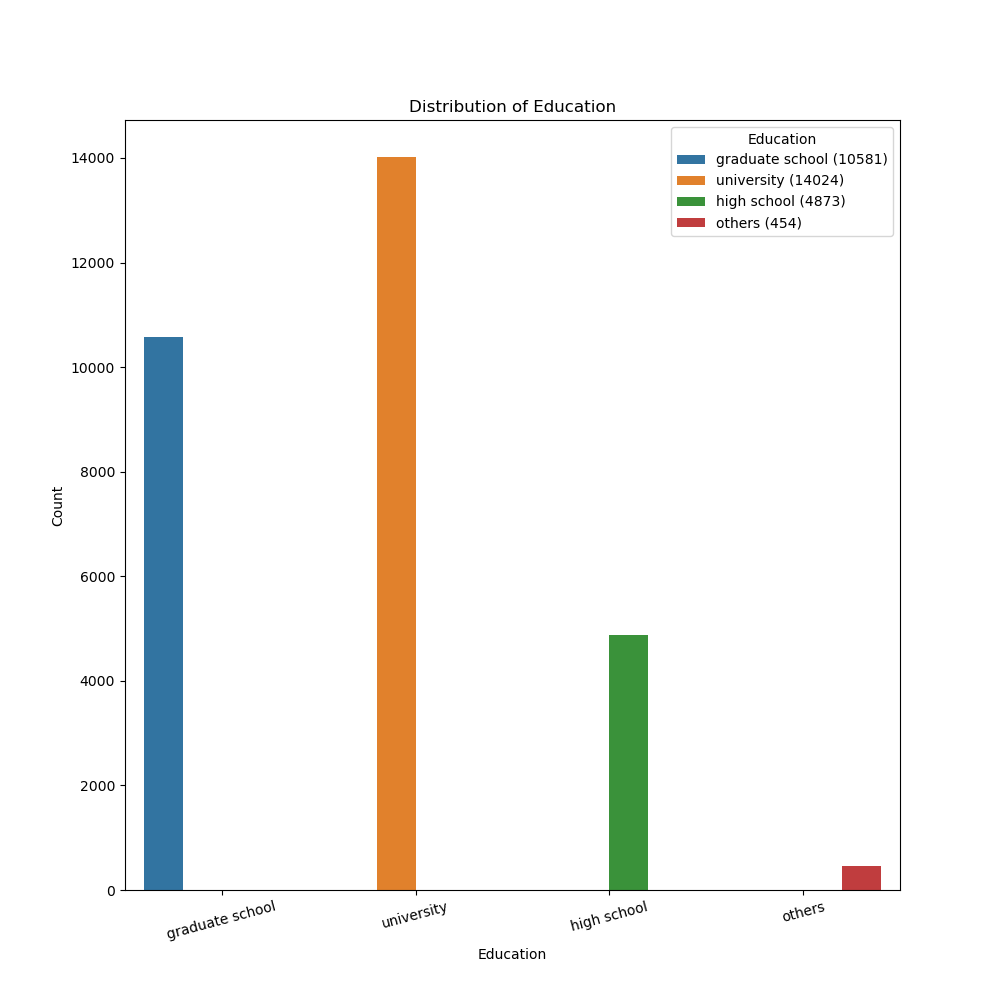 Distribution of Education
Education
graduate school (10581)
university (14024)
high school (4873)
others (454)
14000
12000
10000
8000
6000
4000
2000
0
Count
graduate school
university
high school
others
Education